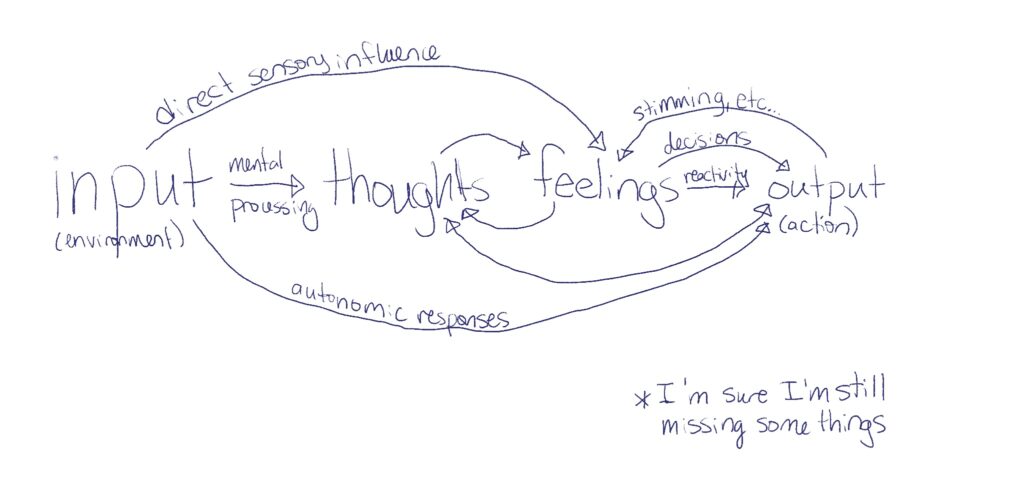 direct sensory influence
stimming, etc...
decisions
input
mental
processing
thoughts
feelings
reactivity
output
(environment)
(action)
autonomic responses
* I'm sure I'm still
missing some things